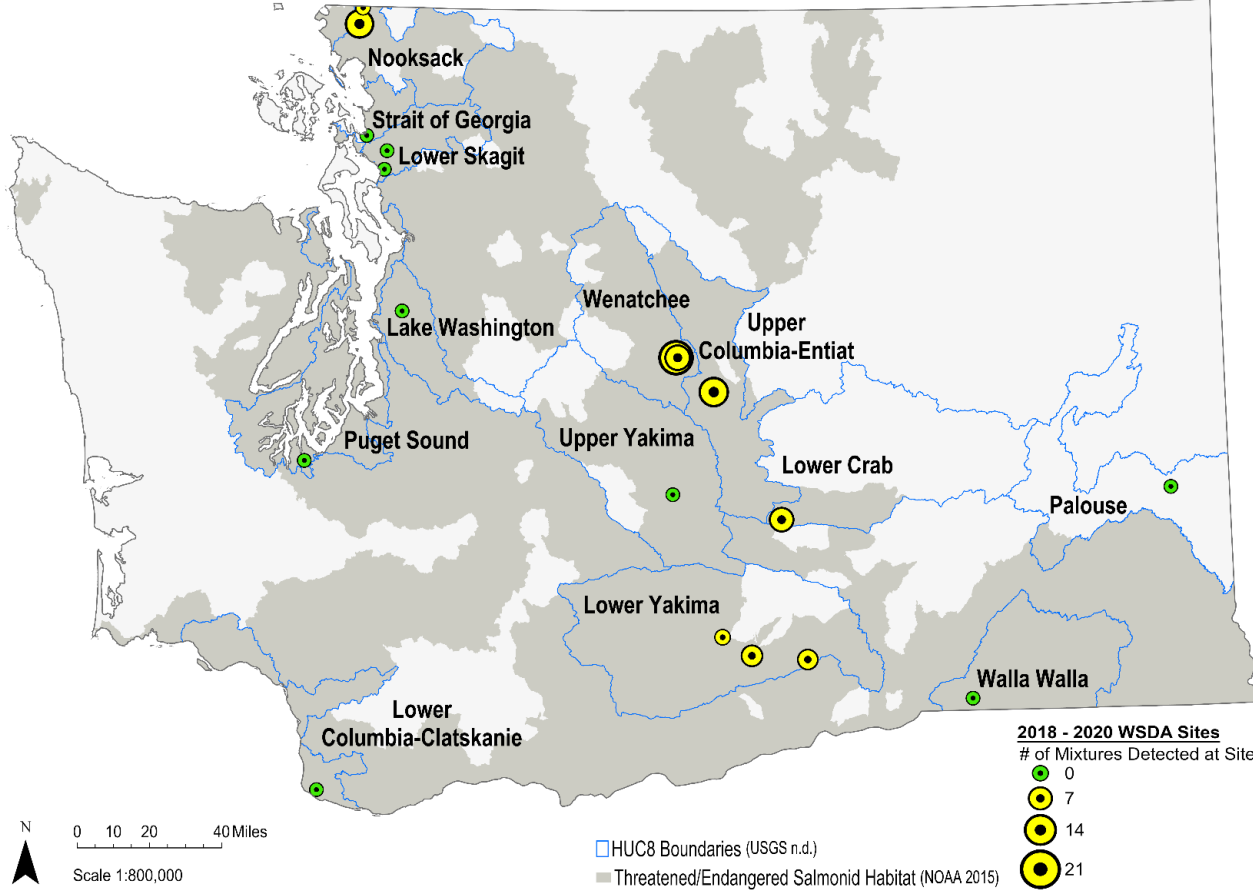 Nooksack
Strait of Georgia
Lower Skagit
Wenatchee
Upper
Columbia-Entiat
Lake Washington
Puget Sound
Upper Yakima
Lower Crab
Palouse
Lower Yakima
Walla Walla
Lower
Columbia-Clatskanie
2018 - 2020 WSDA Sites
# of Mixtures Detected at Site
0
7
14
21
N
0 10 20 40 Miles
Scale 1:800,000
HUC8 Boundaries (USGS n.d.)
Threatened/Endangered Salmonid Habitat (NOAA 2015)